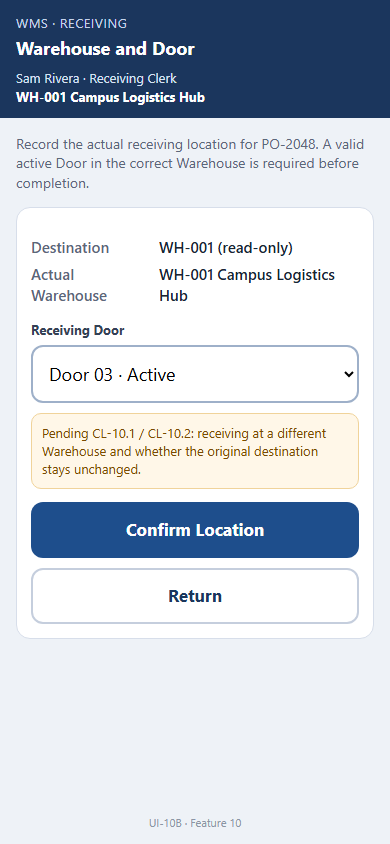 WMS · RECEIVING
Warehouse and Door
Sam Rivera · Receiving Clerk
WH-001 Campus Logistics Hub
Record the actual receiving location for PO-2048. A valid
active Door in the correct Warehouse is required before
completion.
Destination WH-001 (read-only)
Actual WH-001 Campus Logistics
Warehouse Hub
Receiving Door
Door 03 · Active
Pending CL-10.1 / CL-10.2: receiving at a different
Warehouse and whether the original destination
stays unchanged.
Confirm Location
Return
UI-10B · Feature 10